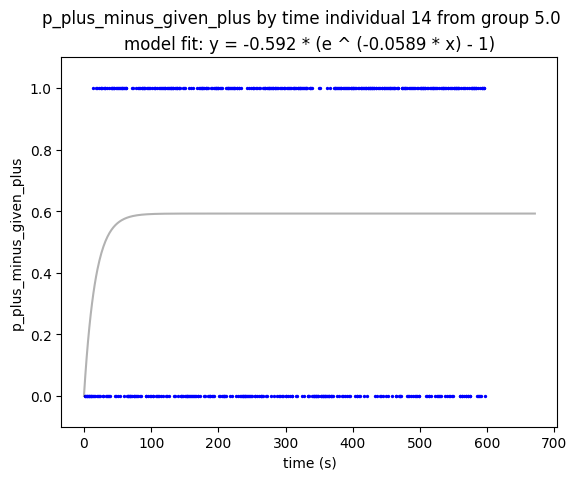 p_plus_minus_given_plus by time individual 14 from group 5.0
model fit: y = -0.592 * (e ^ (-0.0589 * x) - 1)
1.0
0.8
0.6
0.4
0.2
0.0
p_plus_minus_given_plus
0 100 200 300 400 500 600 700
time (s)